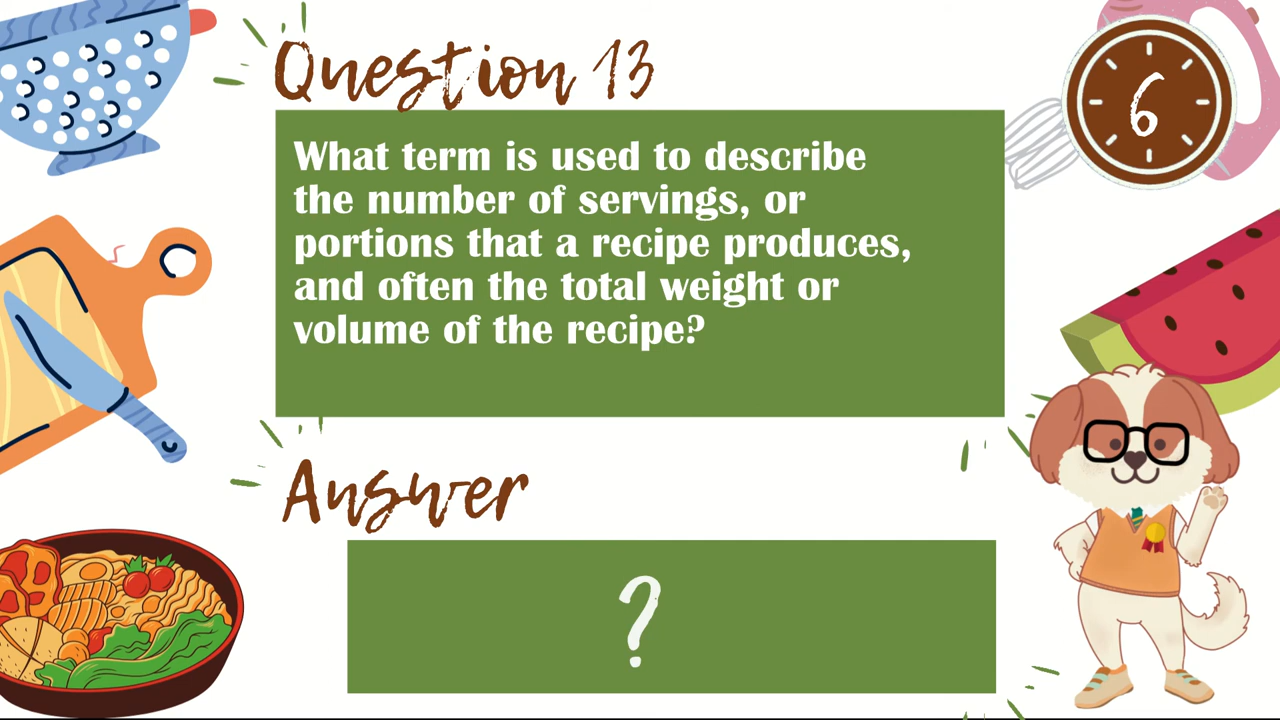 Question 13
6
What term is used to describe
the number of servings, or
portions that a recipe produces,
and often the total weight or
volume of the recipe?
Answer
?